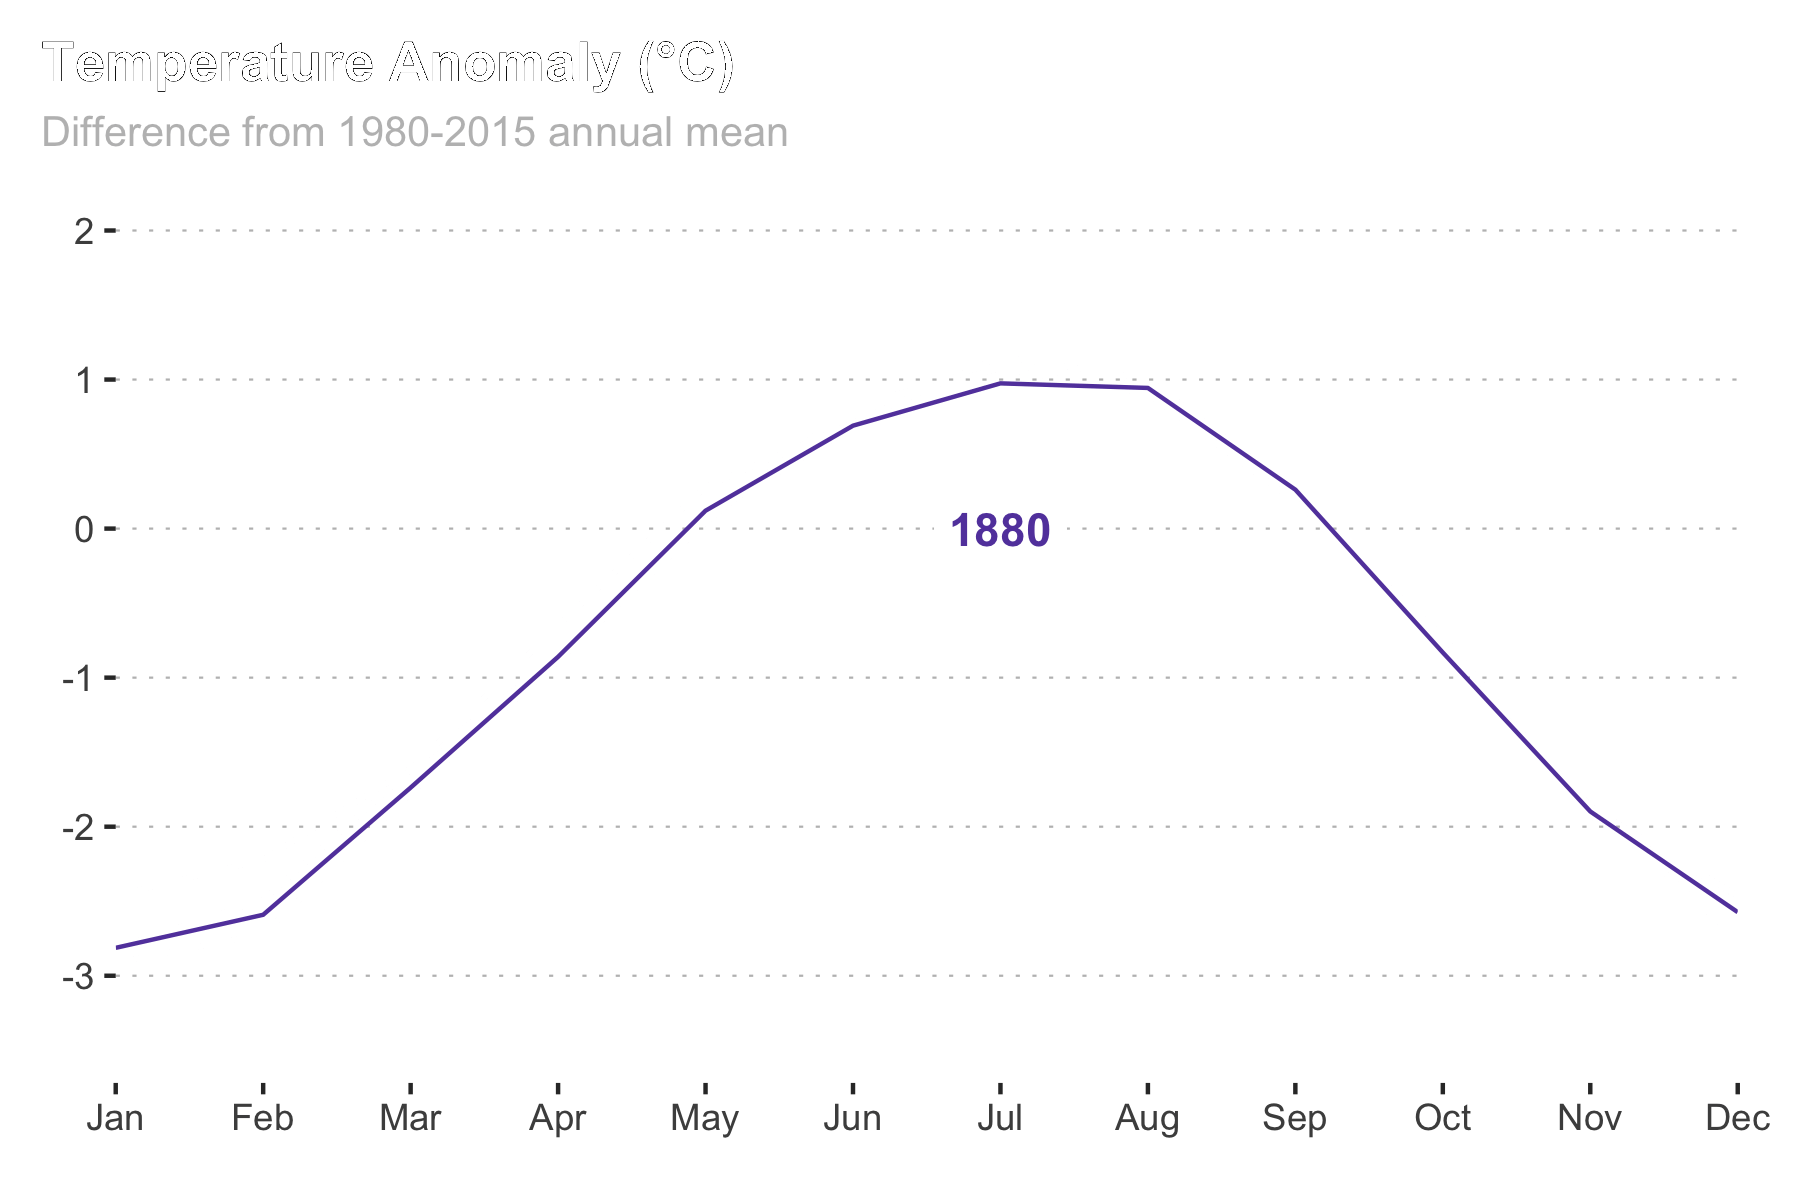 Temperature Anomaly (°C)
Difference from 1980-2015 annual mean
2
1
0
1880
-1
-2
-3
Jan Feb Mar Apr May Jun Jul Aug Sep Oct Nov Dec